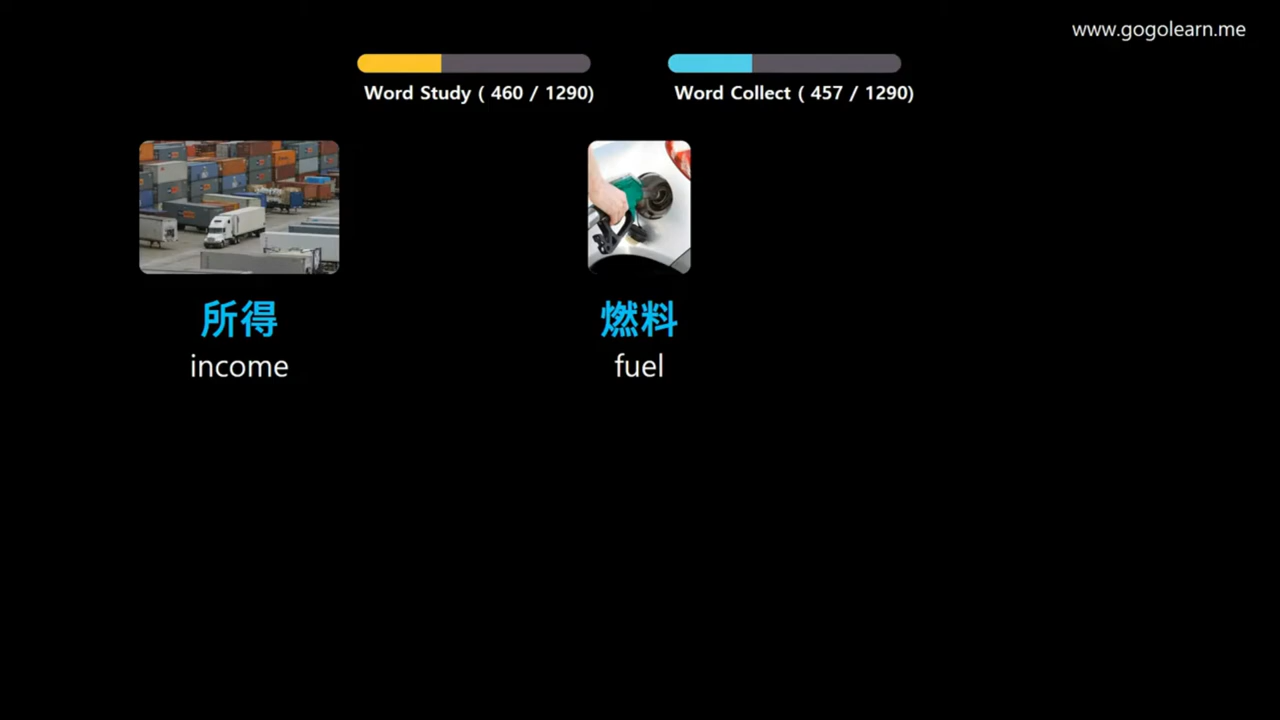 www.gogolearn.me
Word Study ( 460 / 1290)
Word Collect ( 457 / 1290)
所得
income
燃料
fuel